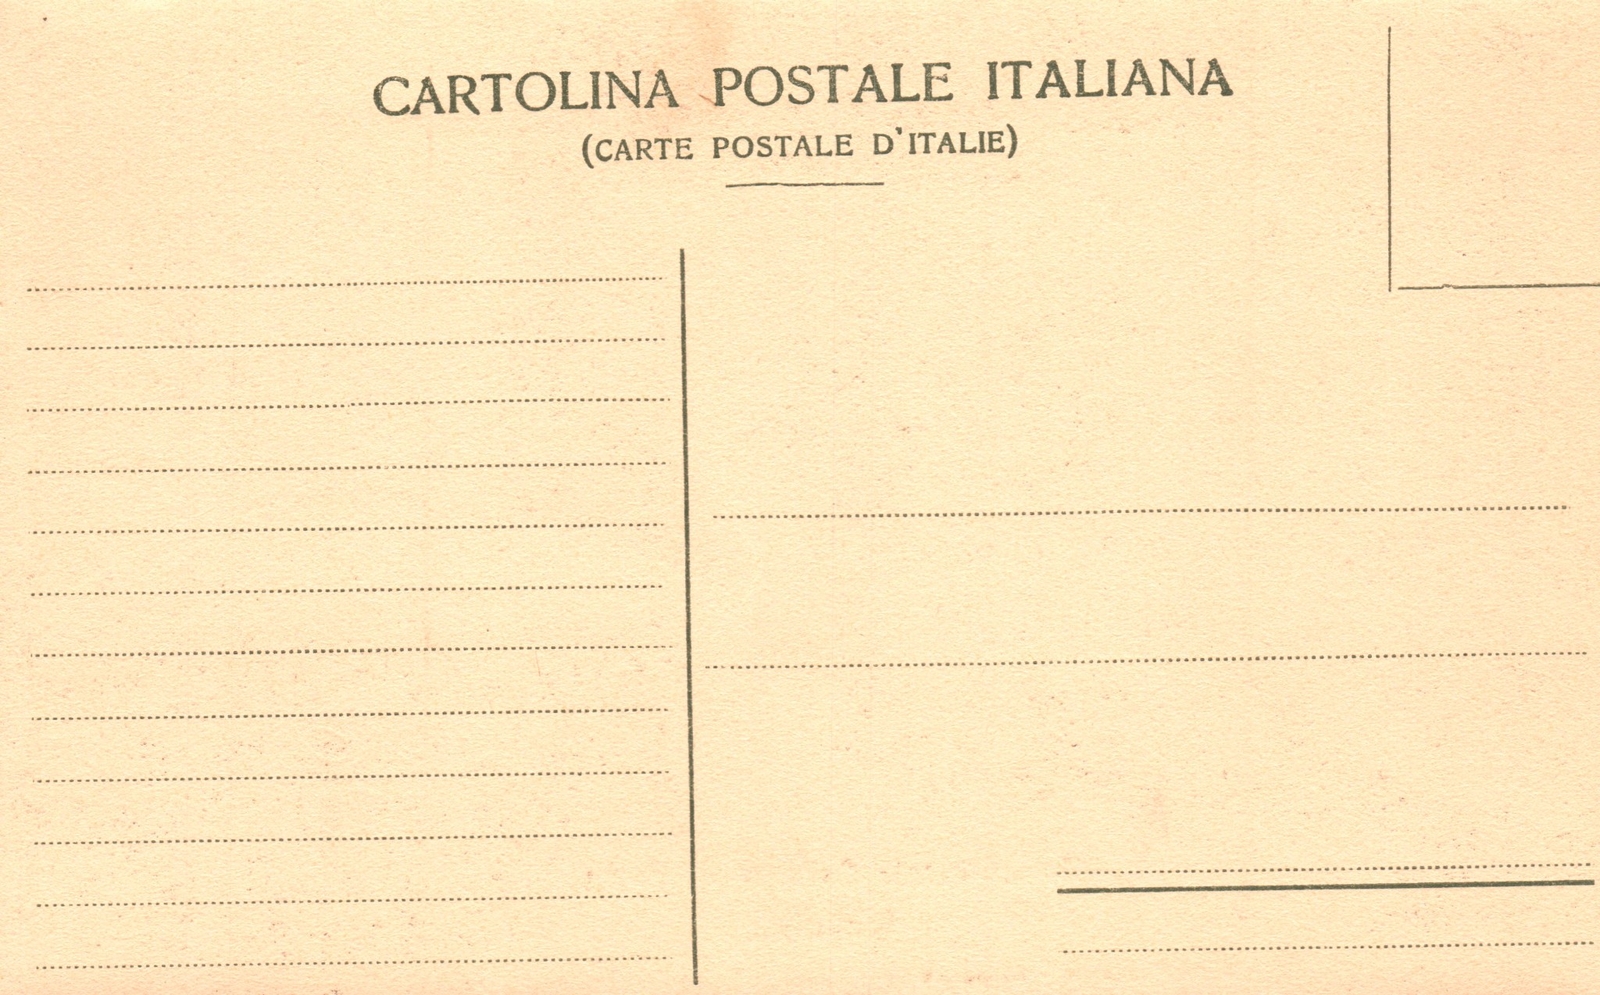 CARTOLINA POSTALE ITALIANA
(CARTE POSTALE D'ITALIE)